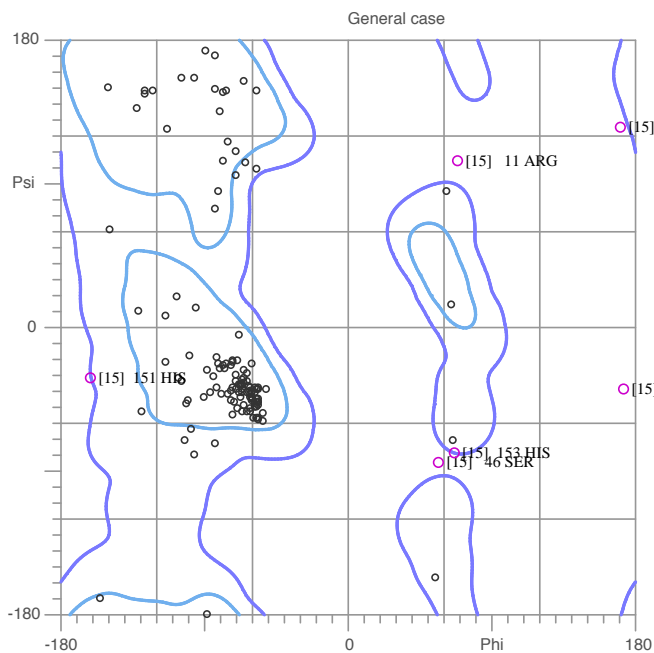 General case
180
[15]
[15] 11 ARG
Psi
0
[15] 151 HIS
[15]
[15] 153 HIS
[15] 46 SER
-180
-180
0
Phi
180